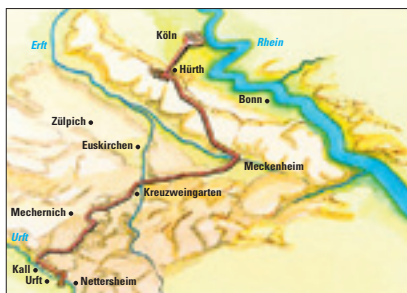 Erft
Köln
Rhein
Hürth
Bonn
Zülpich
Euskirchen
Meckenheim
Kreuzweingarten
Mechernich
Urft
Kall
Urft
Nettersheim